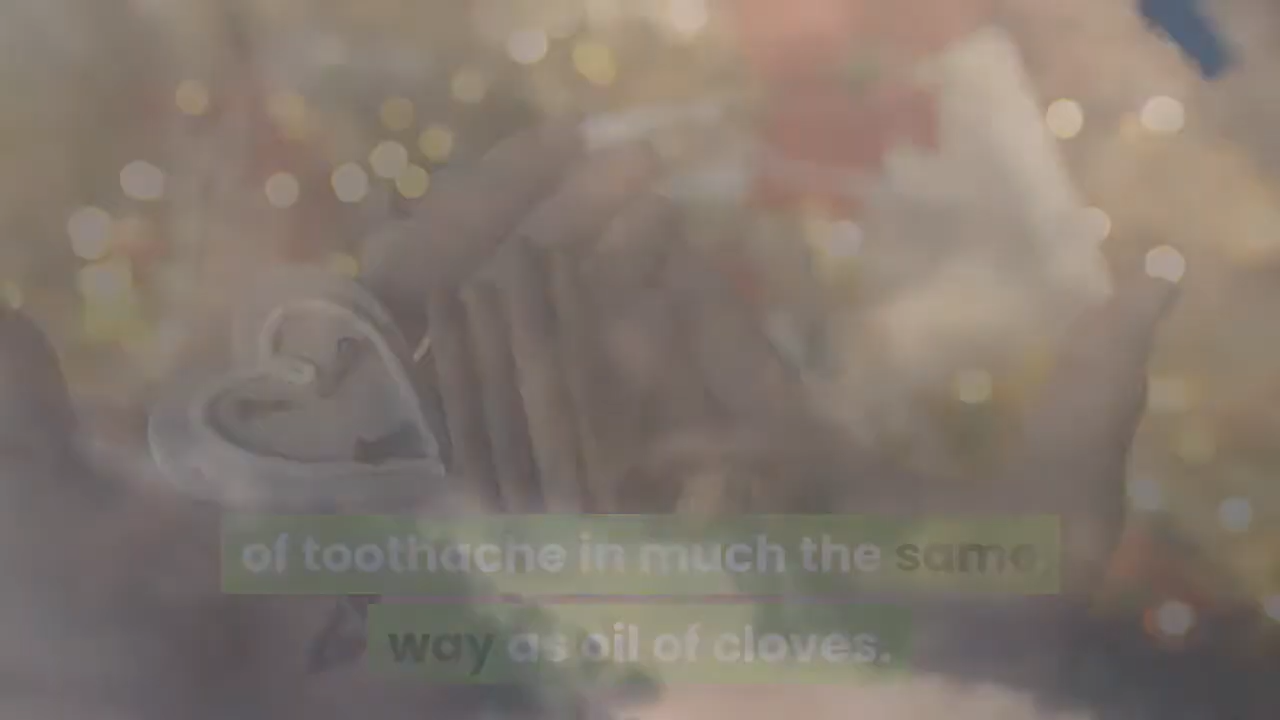 of toothache in much the same
way as oil of cloves.